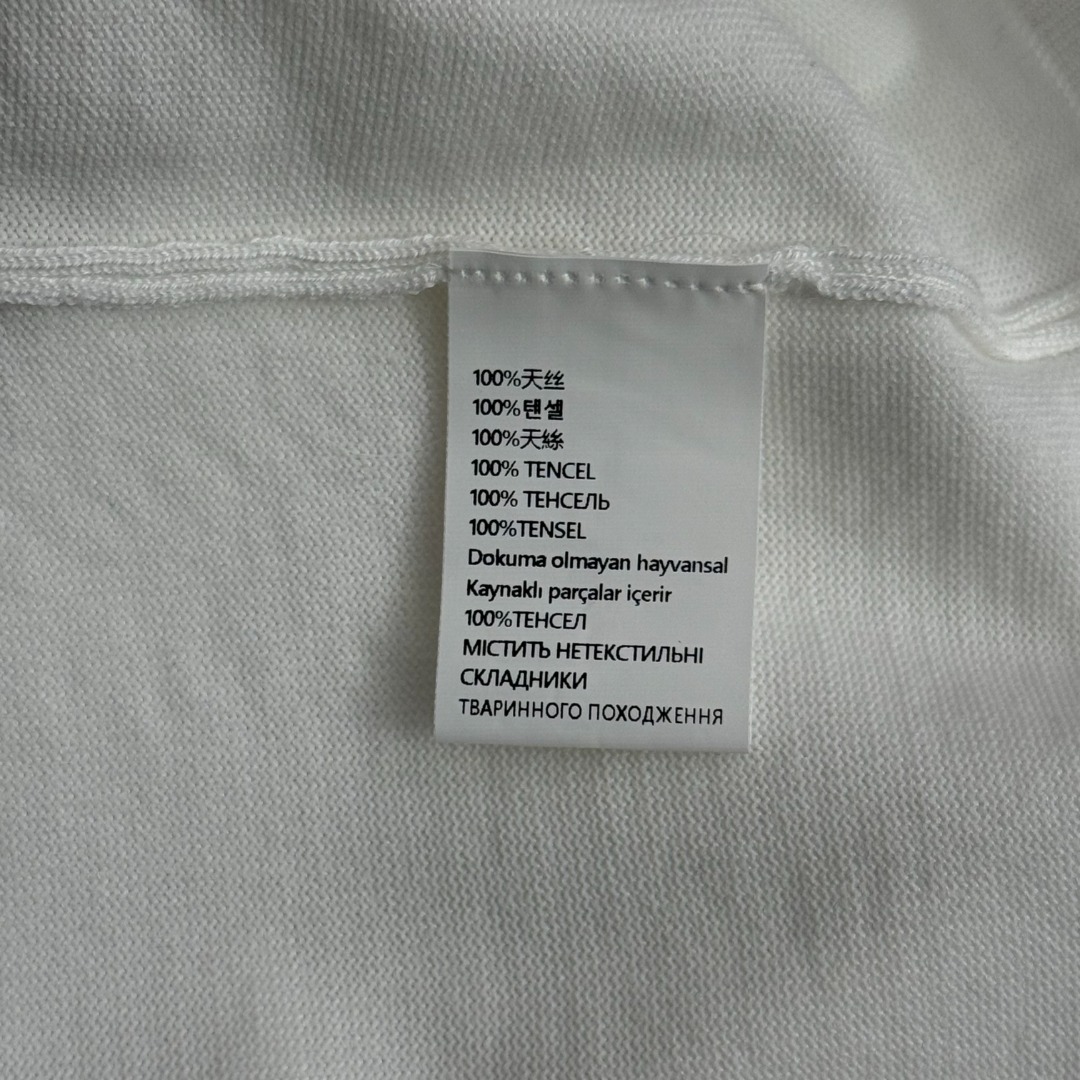 100%天丝
100%텐셀
100%天絲
100% TENCEL
100% ТЕНСЕЛЬ
100%TENSEL
Dokuma olmayan hayvansal
Kaynaklı parçalar içerir
100%ТЕНСЕЛ
МІСТИТЬ НЕТЕКСТИЛЬНІ
СКЛАДНИКИ
ТВАРИННОГО ПОХОДЖЕННЯ